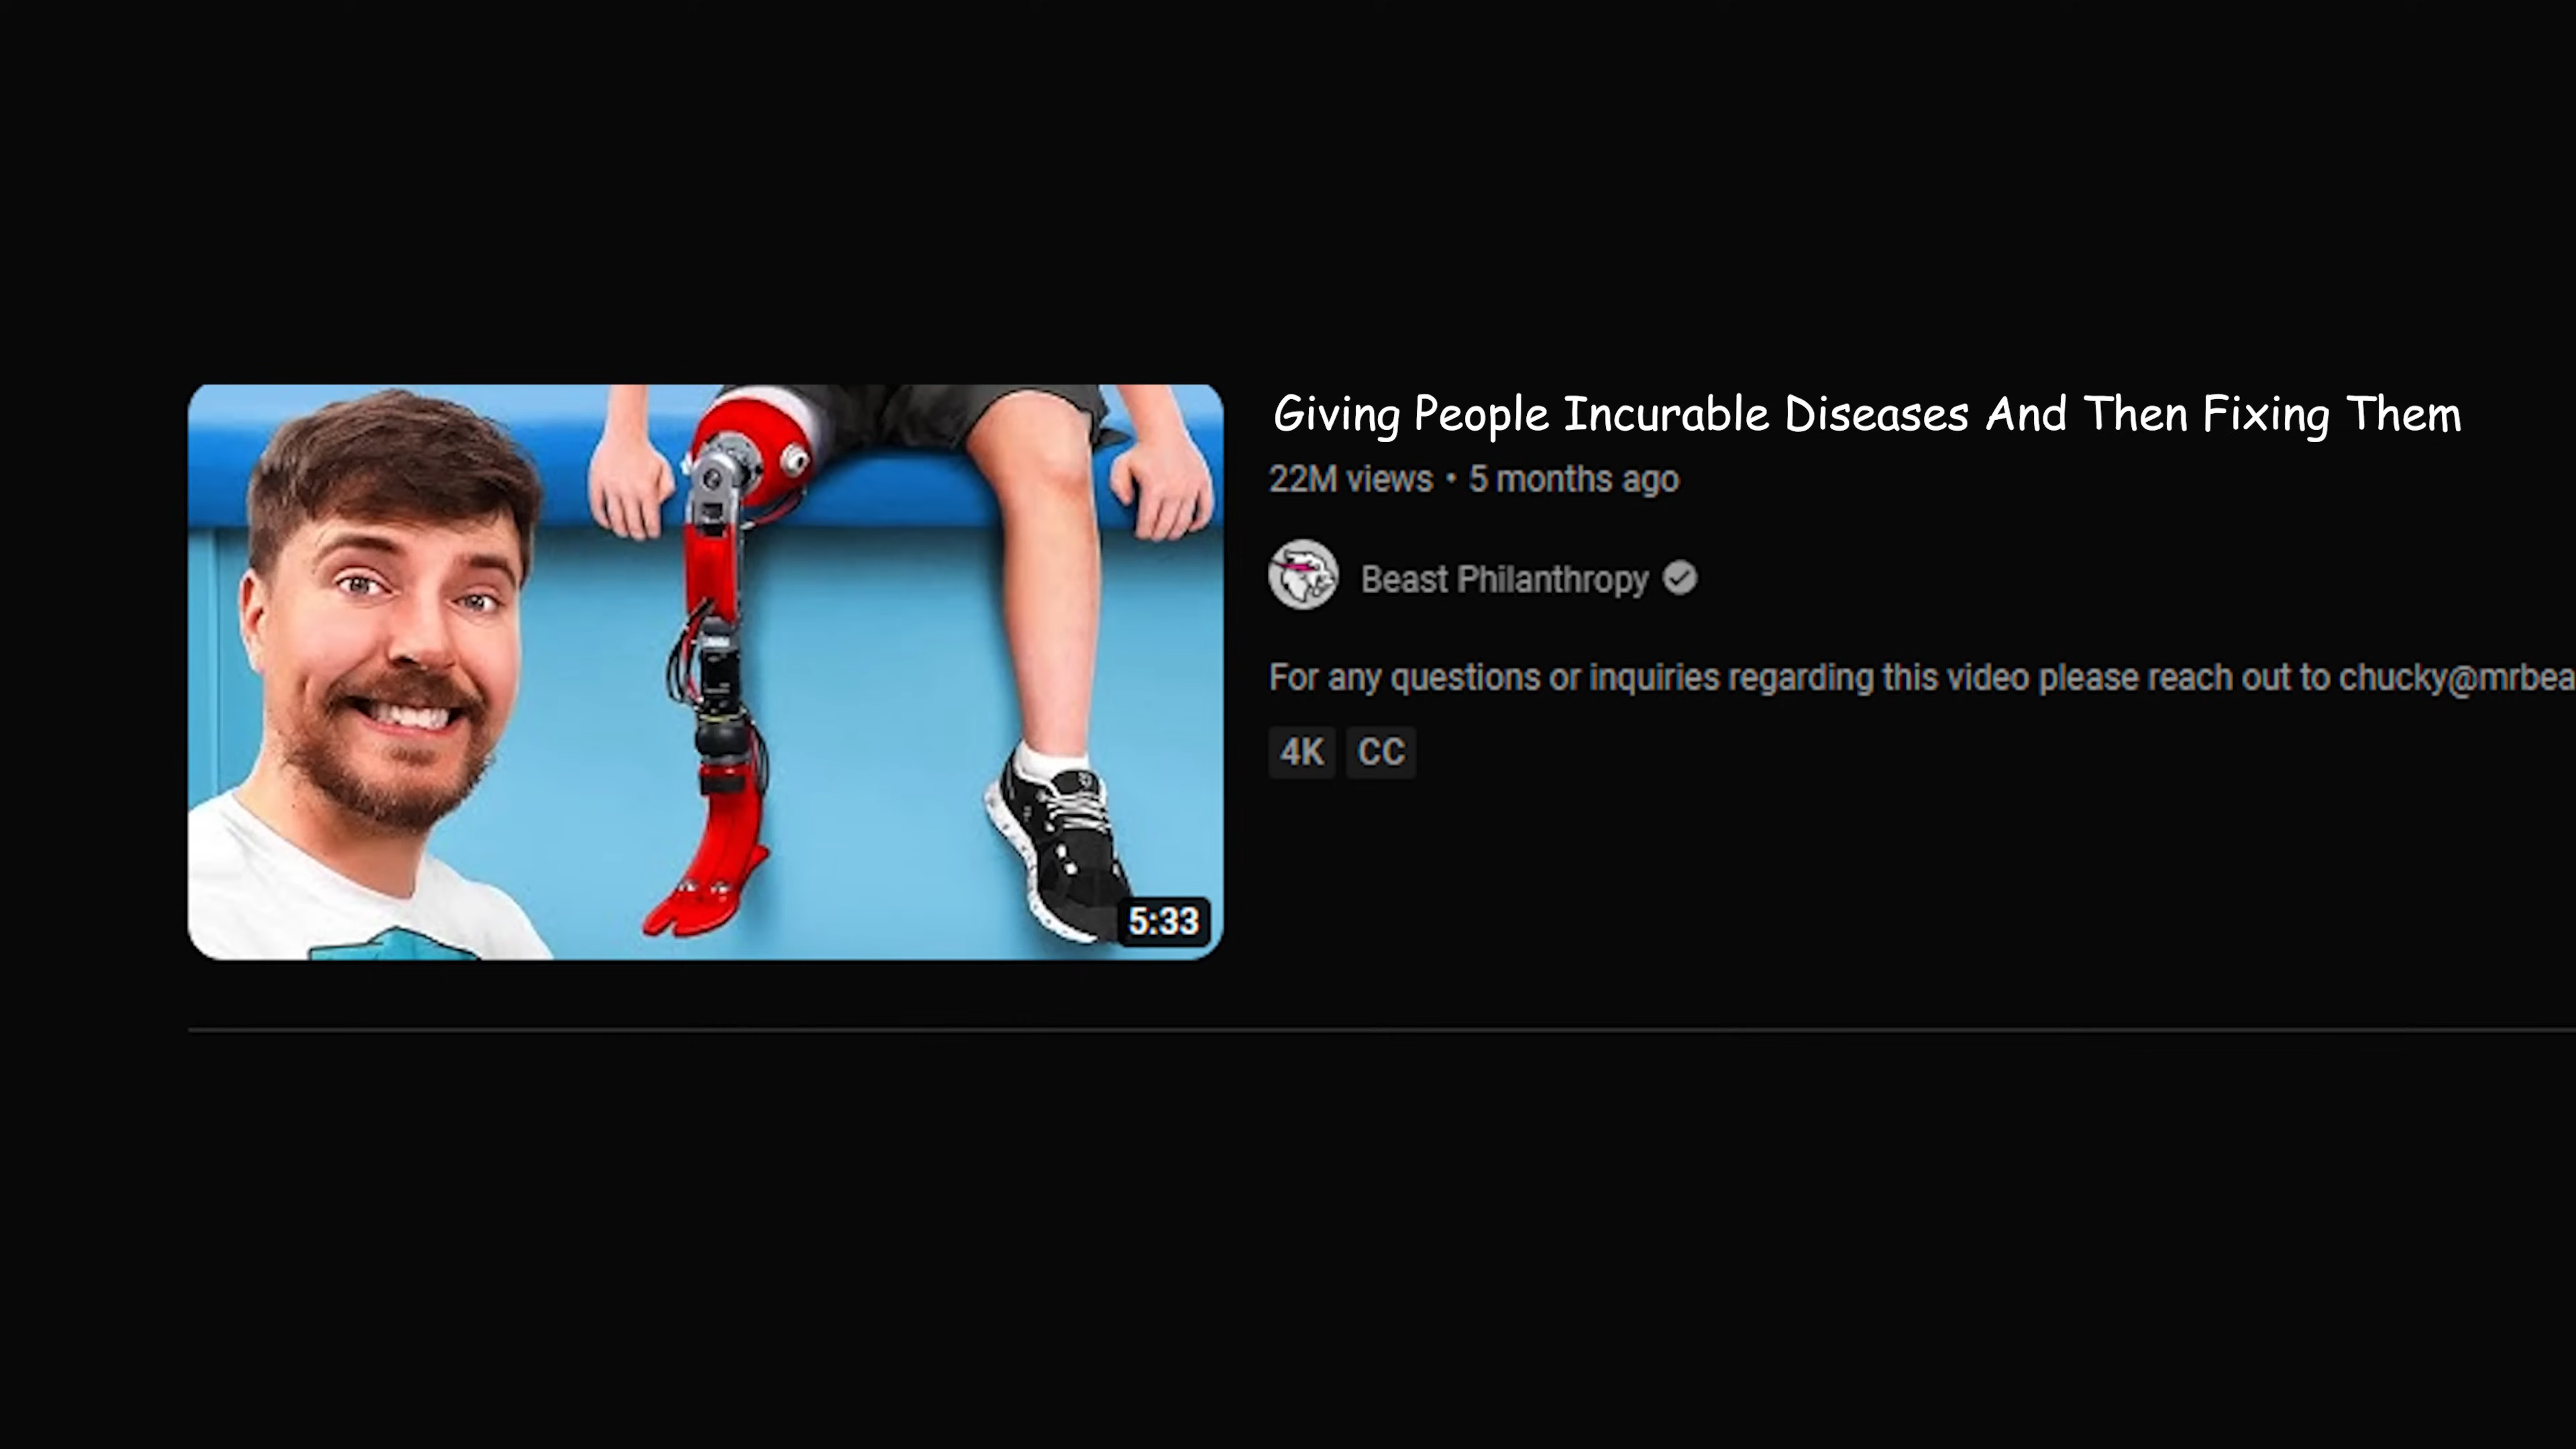 Giving People Incurable Diseases And Then Fixing Them
22M views • 5 months ago
Beast Philanthropy
For any questions or inquiries regarding this video please reach out to chucky@mrbea
4K CC
5:33